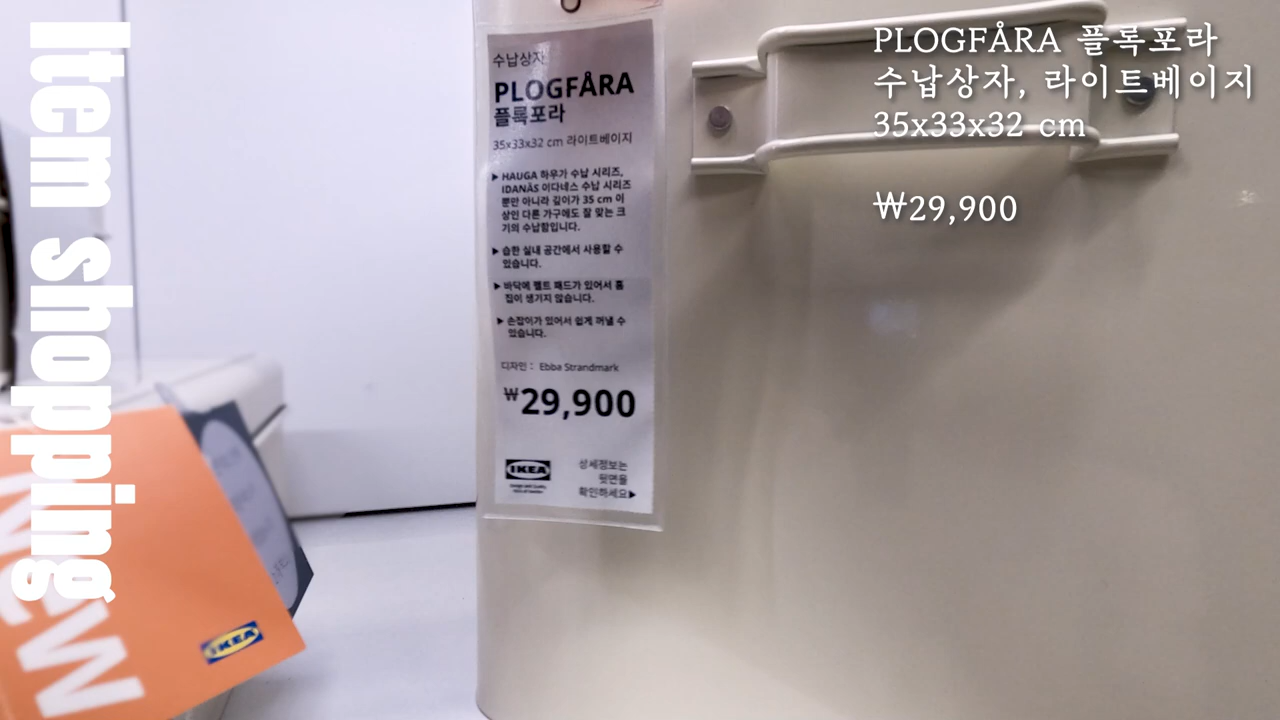 Item shopping
PLOGFÅRA 플록포라
수납상자, 라이트베이지
35x33x32 cm
₩29,900
수납상자
PLOGFÅRA
플록포라
35x33x32 cm 라이트베이지
▶ HAUGA 하우가 수납 시리즈,
IDANÄS 이다네스 수납 시리즈
뿐만 아니라 깊이가 35 cm 이
상인 다른 가구에도 잘 맞는 크
기의 수납함입니다.
▶ 습한 실내 공간에서 사용할 수
있습니다.
▶ 바닥에 펠트 패드가 있어서 흠
집이 생기지 않습니다.
▶ 손잡이가 있어서 쉽게 꺼낼 수
있습니다.
디자인 : Ebba Strandmark
₩29,900
IKEA
상세정보는
뒷면을
확인하세요▶
NEW
IKEA